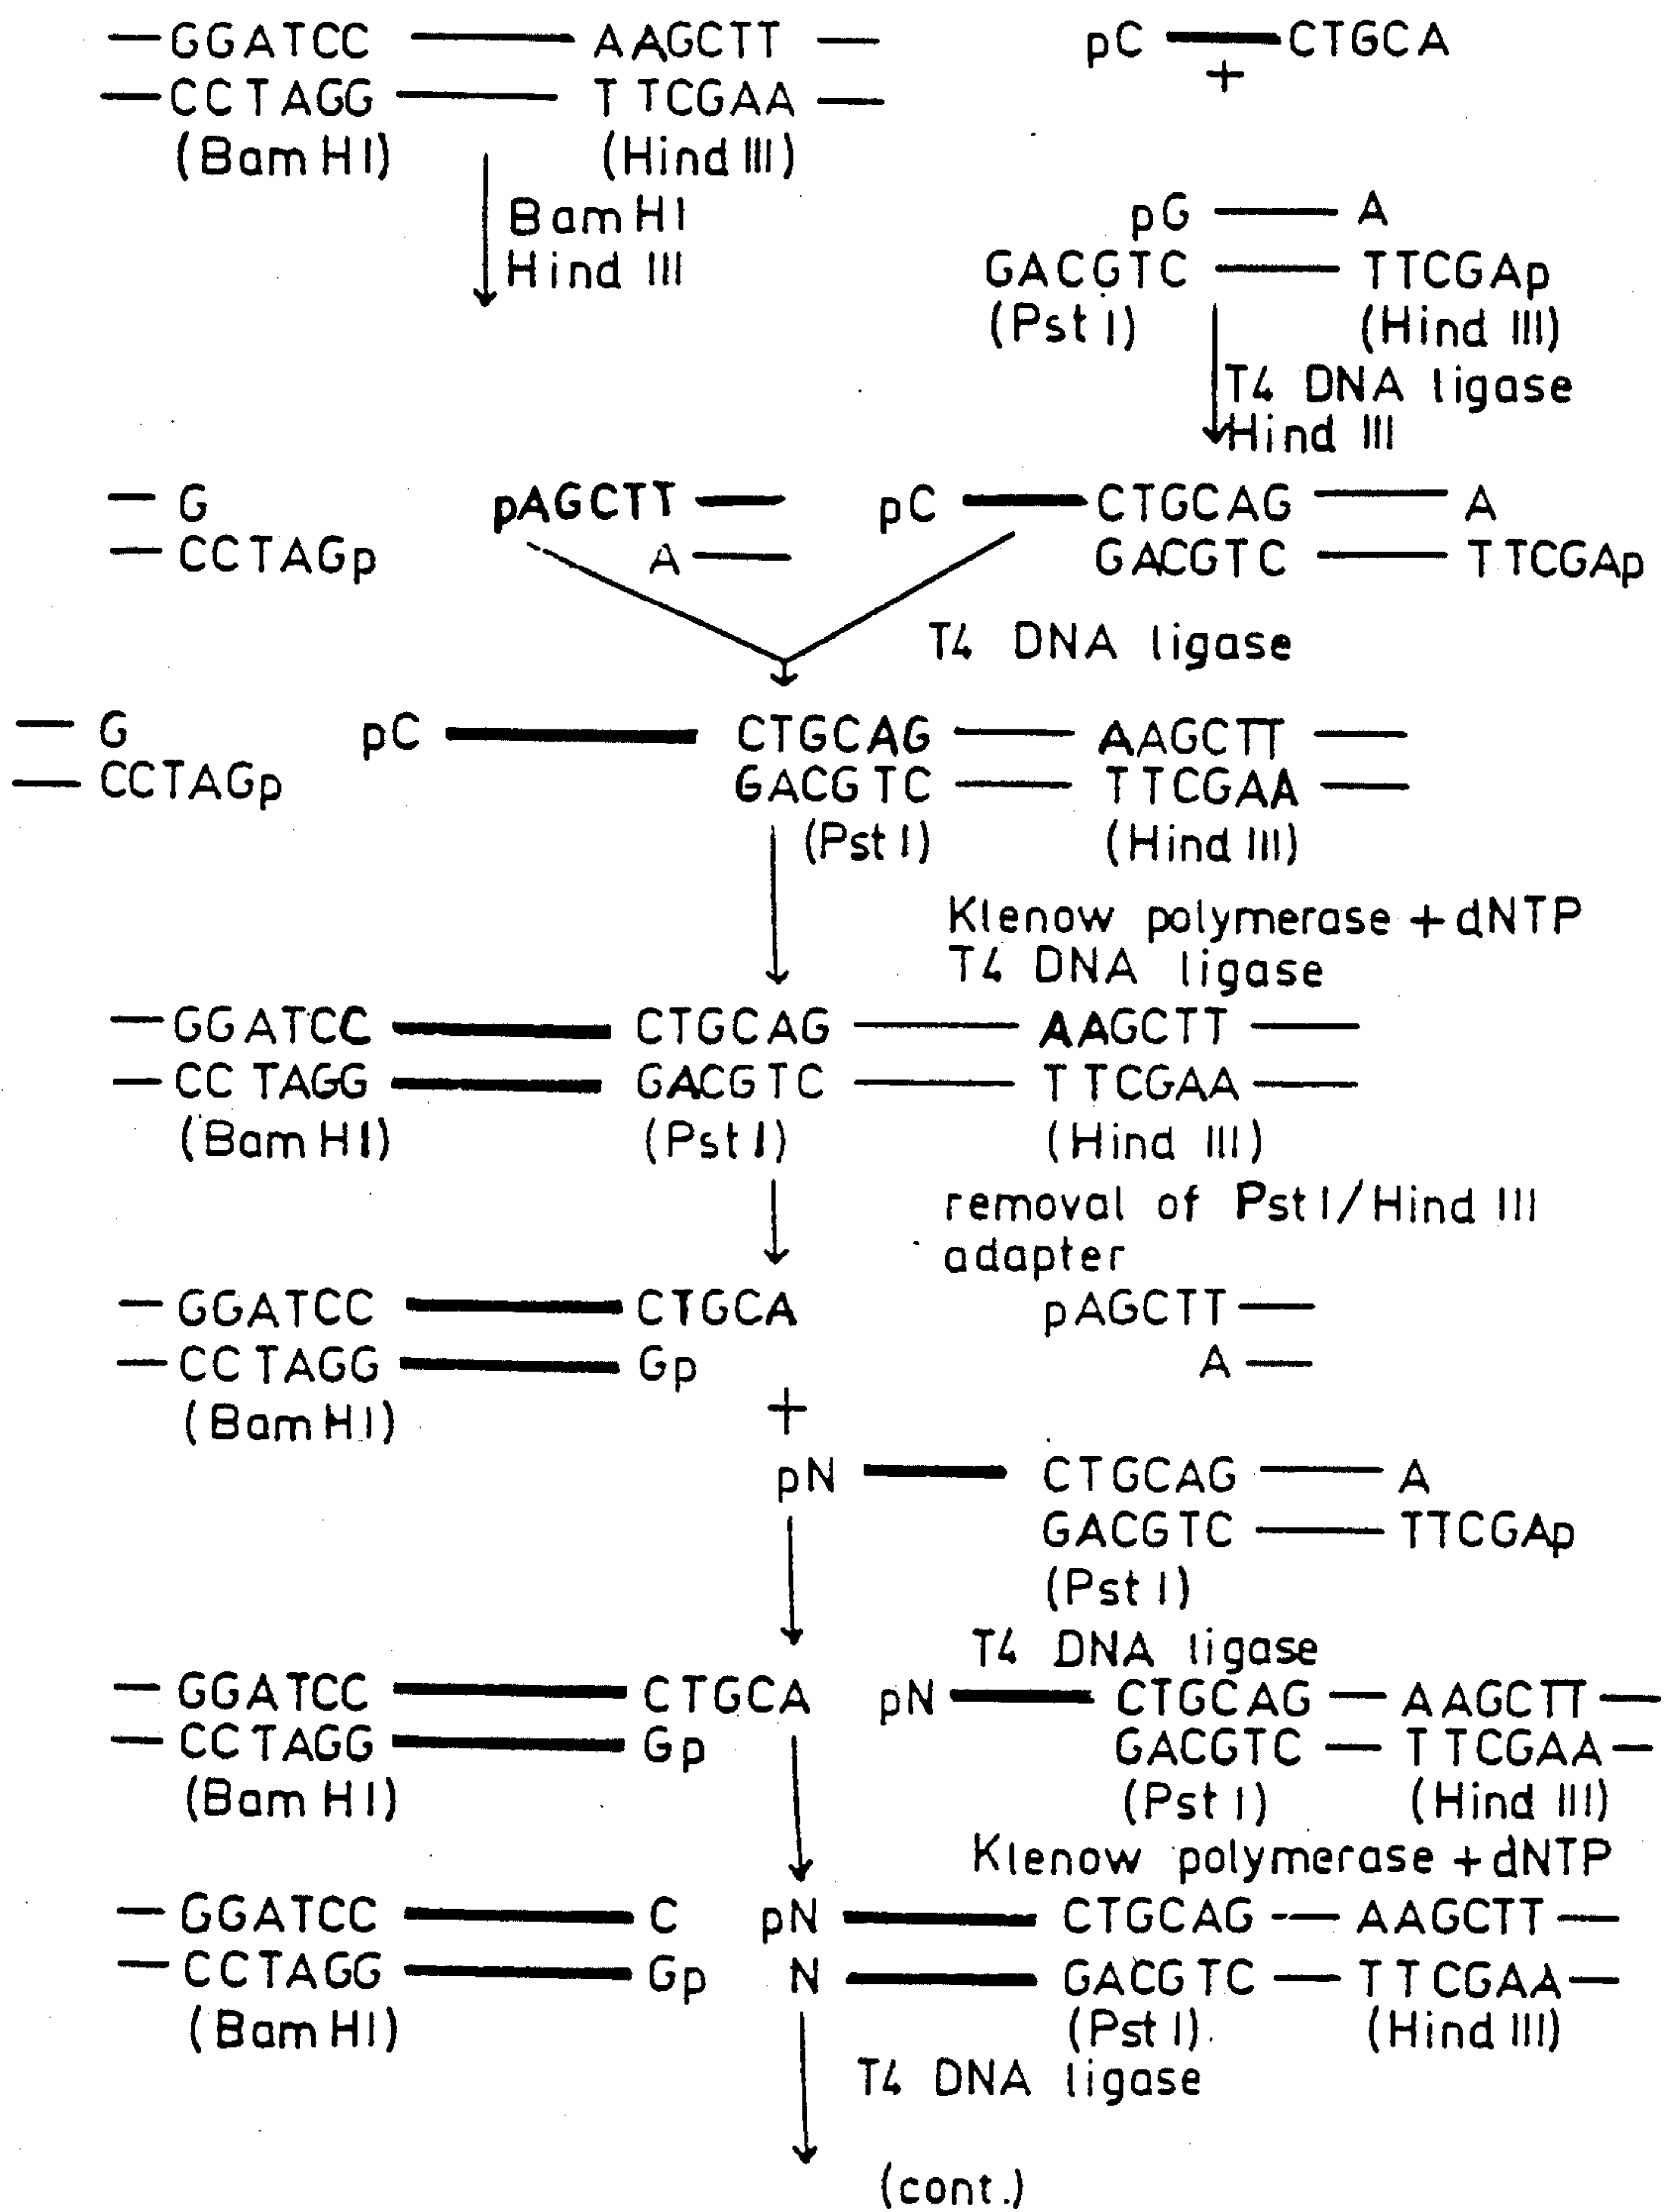 GGATCC AAGCTT pC CTGCA
+
CCTAGG TTCGAA
(Bam HI) (Hind III)
BamHI
Hind III
pG A
GACGTC TTCGAp
(Pst I) (Hind III)
T4 DNA ligase
Hind III
G pAGCTT pC CTGCAG A
CCTAGp A GACGTC TTCGAp
T4 DNA ligase
G pC CTGCAG AAGCTT
CCTAGp GACGTC TTCGAA
(Pst I) (Hind III)
Klenow polymerase + dNTP
T4 DNA ligase
GGATCC CTGCAG AAGCTT
CCTAGG GACGTC TTCGAA
(Bam HI) (Pst I) (Hind III)
removal of Pst I/Hind III
adapter
GGATCC CTGCA pAGCTT
CCTAGG Gp A
(Bam HI) +
pN CTGCAG A
GACGTC TTCGAp
(Pst I)
T4 DNA ligase
GGATCC CTGCA pN CTGCAG AAGCTT
CCTAGG Gp GACGTC TTCGAA
(Bam HI) (Pst I) (Hind III)
Klenow polymerase + dNTP
GGATCC C pN CTGCAG AAGCTT
CCTAGG Gp N GACGTC TTCGAA
(Bam HI) (Pst I) (Hind III)
T4 DNA ligase
(cont.)